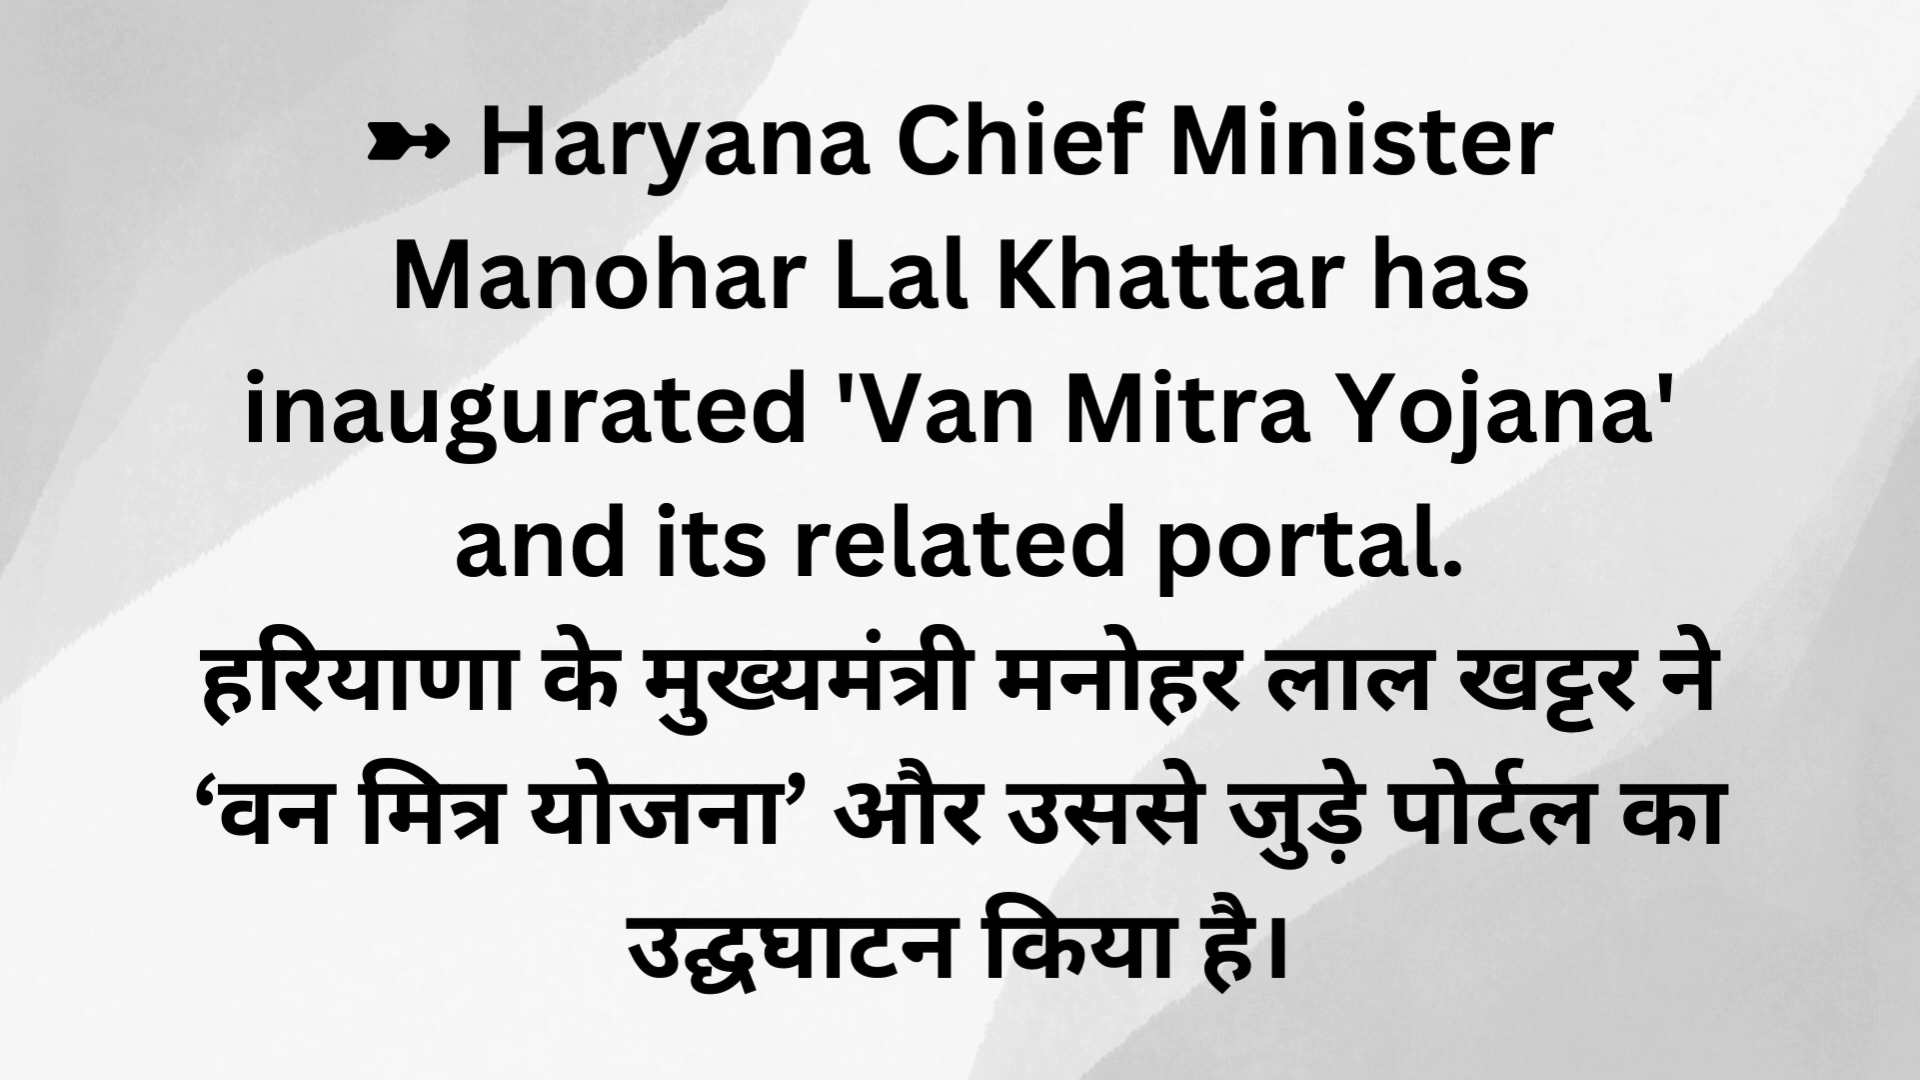 ➽ Haryana Chief Minister
Manohar Lal Khattar has
inaugurated 'Van Mitra Yojana'
and its related portal.
हरियाणा के मुख्यमंत्री मनोहर लाल खट्टर ने
‘वन मित्र योजना’ और उससे जुड़े पोर्टल का
उद्घघाटन किया है।